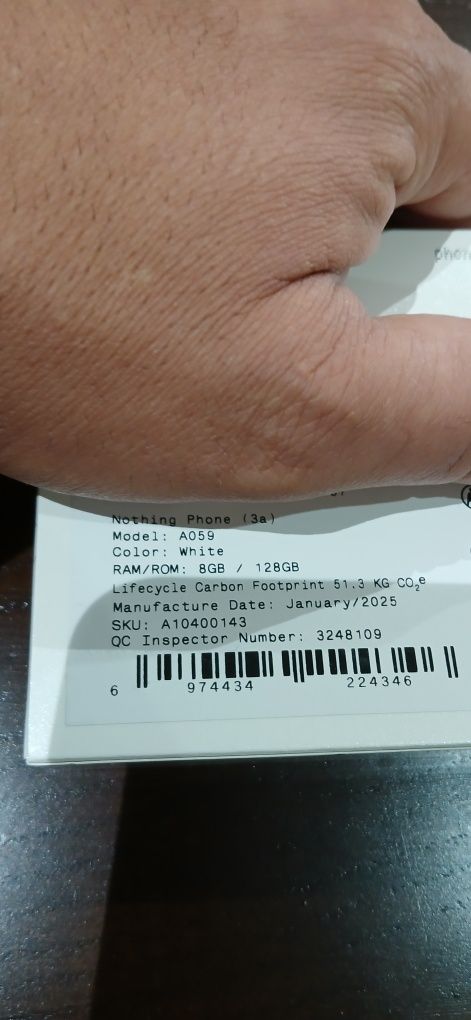 Nothing Phone (3a)
Model: A059
Color: White
RAM/ROM: 8GB / 128GB
Lifecycle Carbon Footprint 51.3 KG CO₂e
Manufacture Date: January/2025
SKU: A10400143
QC Inspector Number: 3248109
6 974434 224346